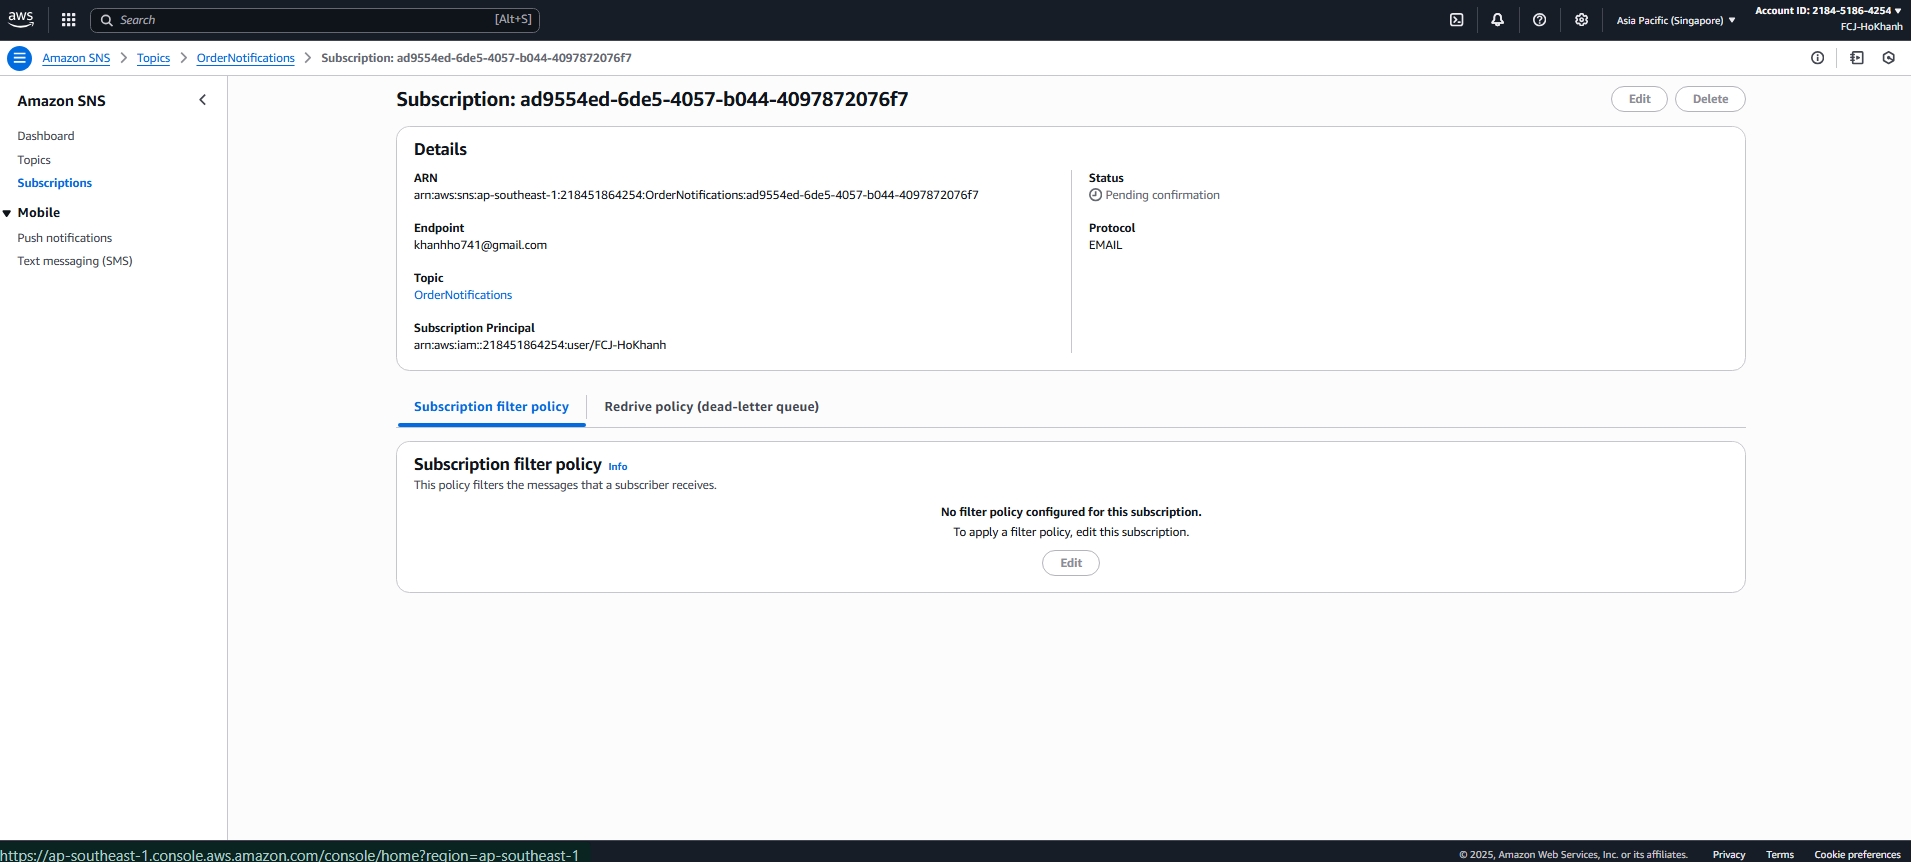 aws
Search
[Alt+S]
Asia Pacific (Singapore)
Account ID: 2184-5186-4254
FCJ-HoKhanh
Amazon SNS
Topics
OrderNotifications
Subscription: ad9554ed-6de5-4057-b044-4097872076f7
Amazon SNS
Dashboard
Topics
Subscriptions
Mobile
Push notifications
Text messaging (SMS)
Subscription: ad9554ed-6de5-4057-b044-4097872076f7
Edit
Delete
Details
ARN
arn:aws:sns:ap-southeast-1:218451864254:OrderNotifications:ad9554ed-6de5-4057-b044-4097872076f7
Endpoint
khanhho741@gmail.com
Topic
OrderNotifications
Subscription Principal
arn:aws:iam::218451864254:user/FCJ-HoKhanh
Status
Pending confirmation
Protocol
EMAIL
Subscription filter policy
Redrive policy (dead-letter queue)
Subscription filter policy Info
This policy filters the messages that a subscriber receives.
No filter policy configured for this subscription.
To apply a filter policy, edit this subscription.
Edit
https://ap-southeast-1.console.aws.amazon.com/console/home?region=ap-southeast-1
© 2025, Amazon Web Services, Inc. or its affiliates.
Privacy
Terms
Cookie preferences